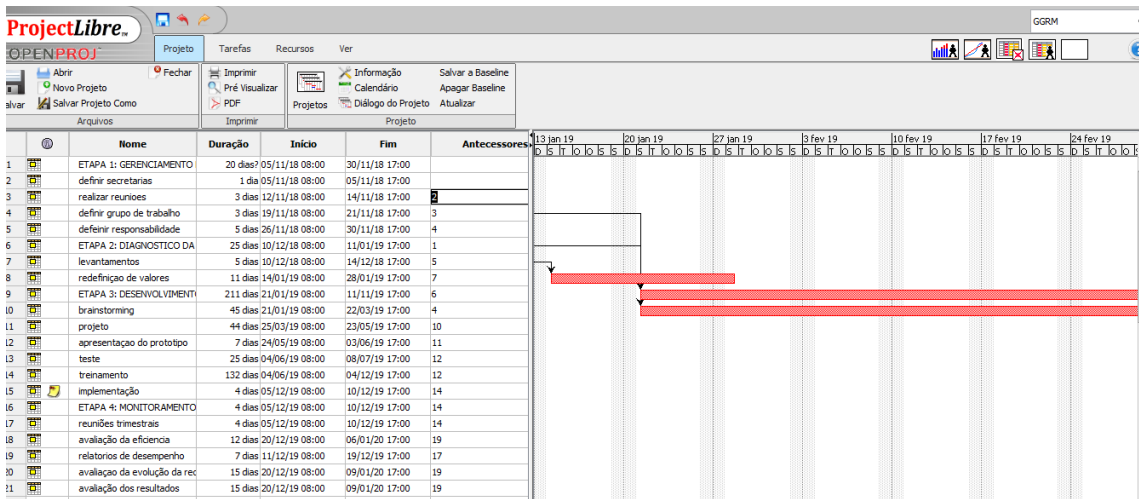 ProjectLibre™
OPENPROJ
GGRM
Projeto Tarefas Recursos Ver
Abrir Fechar Imprimir Informação Salvar a Baseline
Novo Projeto Pré Visualizar Calendário Apagar Baseline
alvar Salvar Projeto Como PDF Projetos Diálogo do Projeto Atualizar
Arquivos Imprimir Projeto
Nome Duração Início Fim Antecessores 13 jan 19 20 jan 19 27 jan 19 3 fev 19 10 fev 19 17 fev 19 24 fev 19
D S T Q Q S S D S T Q Q S S D S T Q Q S S D S T Q Q S S D S T Q Q S S D S T Q Q S S D S T Q Q S
1 ETAPA 1: GERENCIAMENTO 20 dias? 05/11/18 08:00 30/11/18 17:00
2 definir secretarias 1 dia 05/11/18 08:00 05/11/18 17:00
3 realizar reunioes 3 dias 12/11/18 08:00 14/11/18 17:00 2
4 definir grupo de trabalho 3 dias 19/11/18 08:00 21/11/18 17:00 3
5 defeinir responsabilidade 5 dias 26/11/18 08:00 30/11/18 17:00 4
6 ETAPA 2: DIAGNOSTICO DA 25 dias 10/12/18 08:00 11/01/19 17:00 1
7 levantamentos 5 dias 10/12/18 08:00 14/12/18 17:00 5
8 redefiniçao de valores 11 dias 14/01/19 08:00 28/01/19 17:00 7
9 ETAPA 3: DESENVOLVIMENT 211 dias 21/01/19 08:00 11/11/19 17:00 6
10 brainstorming 45 dias 21/01/19 08:00 22/03/19 17:00 4
11 projeto 44 dias 25/03/19 08:00 23/05/19 17:00 10
12 apresentaçao do prototipo 7 dias 24/05/19 08:00 03/06/19 17:00 11
13 teste 25 dias 04/06/19 08:00 08/07/19 17:00 12
14 treinamento 132 dias 04/06/19 08:00 04/12/19 17:00 12
15 implementação 4 dias 05/12/19 08:00 10/12/19 17:00 14
16 ETAPA 4: MONITORAMENTO 4 dias 05/12/19 08:00 10/12/19 17:00 14
17 reuniões trimestrais 4 dias 05/12/19 08:00 10/12/19 17:00 14
18 avaliação da eficiencia 12 dias 20/12/19 08:00 06/01/20 17:00 19
19 relatorios de desempenho 7 dias 11/12/19 08:00 19/12/19 17:00 17
20 avaliaçao da evolução da rec 15 dias 20/12/19 08:00 09/01/20 17:00 19
21 avaliação dos resultados 15 dias 20/12/19 08:00 09/01/20 17:00 19